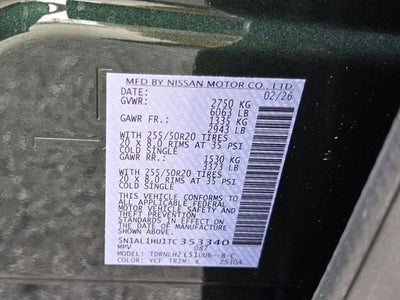 MFD BY NISSAN MOTOR CO., LTD
DATE: 02/26
GVWR: 2750 KG
6063 LB
GAWR FR.: 1335 KG
2943 LB
WITH 255/50R20 TIRES
20 X 8.0 RIMS AT 35 PSI
COLD SINGLE
GAWR RR.: 1530 KG
3373 LB
WITH 255/50R20 TIRES
20 X 8.0 RIMS AT 35 PSI
COLD SINGLE
THIS VEHICLE CONFORMS
TO ALL APPLICABLE FEDERAL
MOTOR VEHICLE SAFETY AND
THEFT PREVENTION
STANDARDS IN EFFECT ON
THE DATE OF MANUFACTURE
SHOWN ABOVE
5N1AL1HU1TC353340
MPV 087
MODEL: TDRNLHZ L51UU6--B-C
COLOR: YCF TRIM: K 2S30A